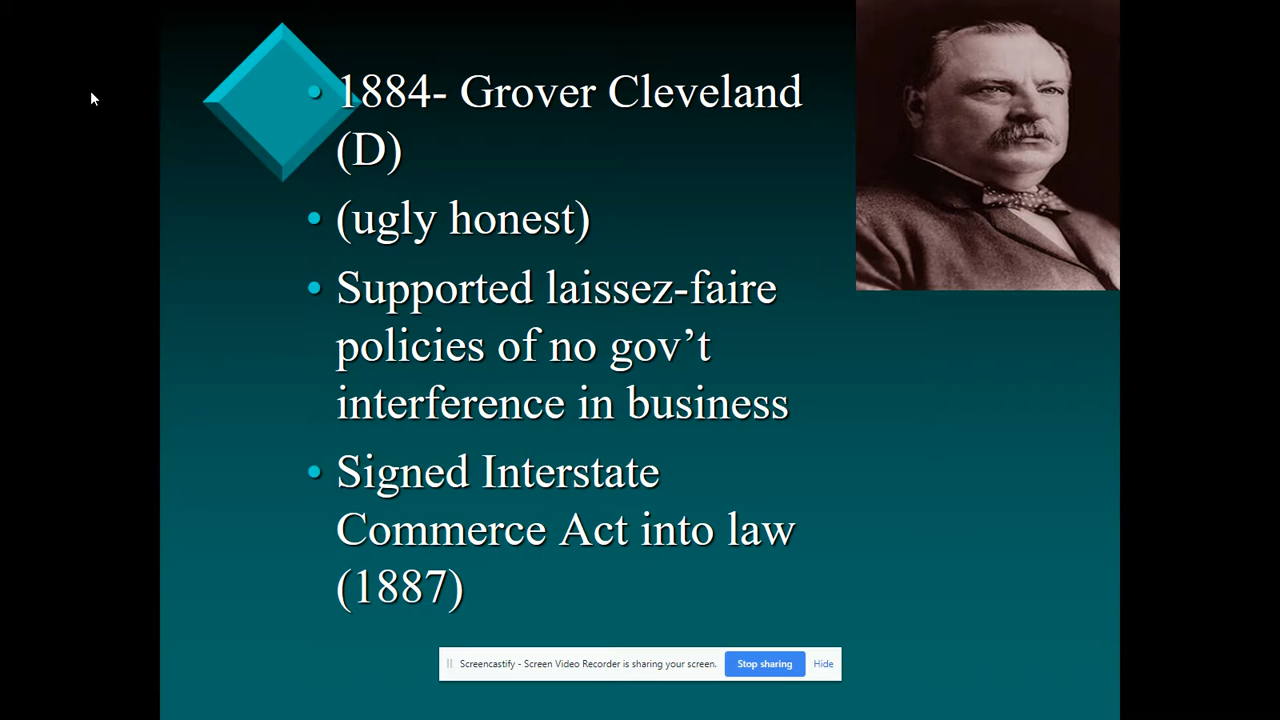 1884- Grover Cleveland
(D)
(ugly honest)
Supported laissez-faire
policies of no gov’t
interference in business
Signed Interstate
Commerce Act into law
(1887)
Screencastify - Screen Video Recorder is sharing your screen. Stop sharing Hide